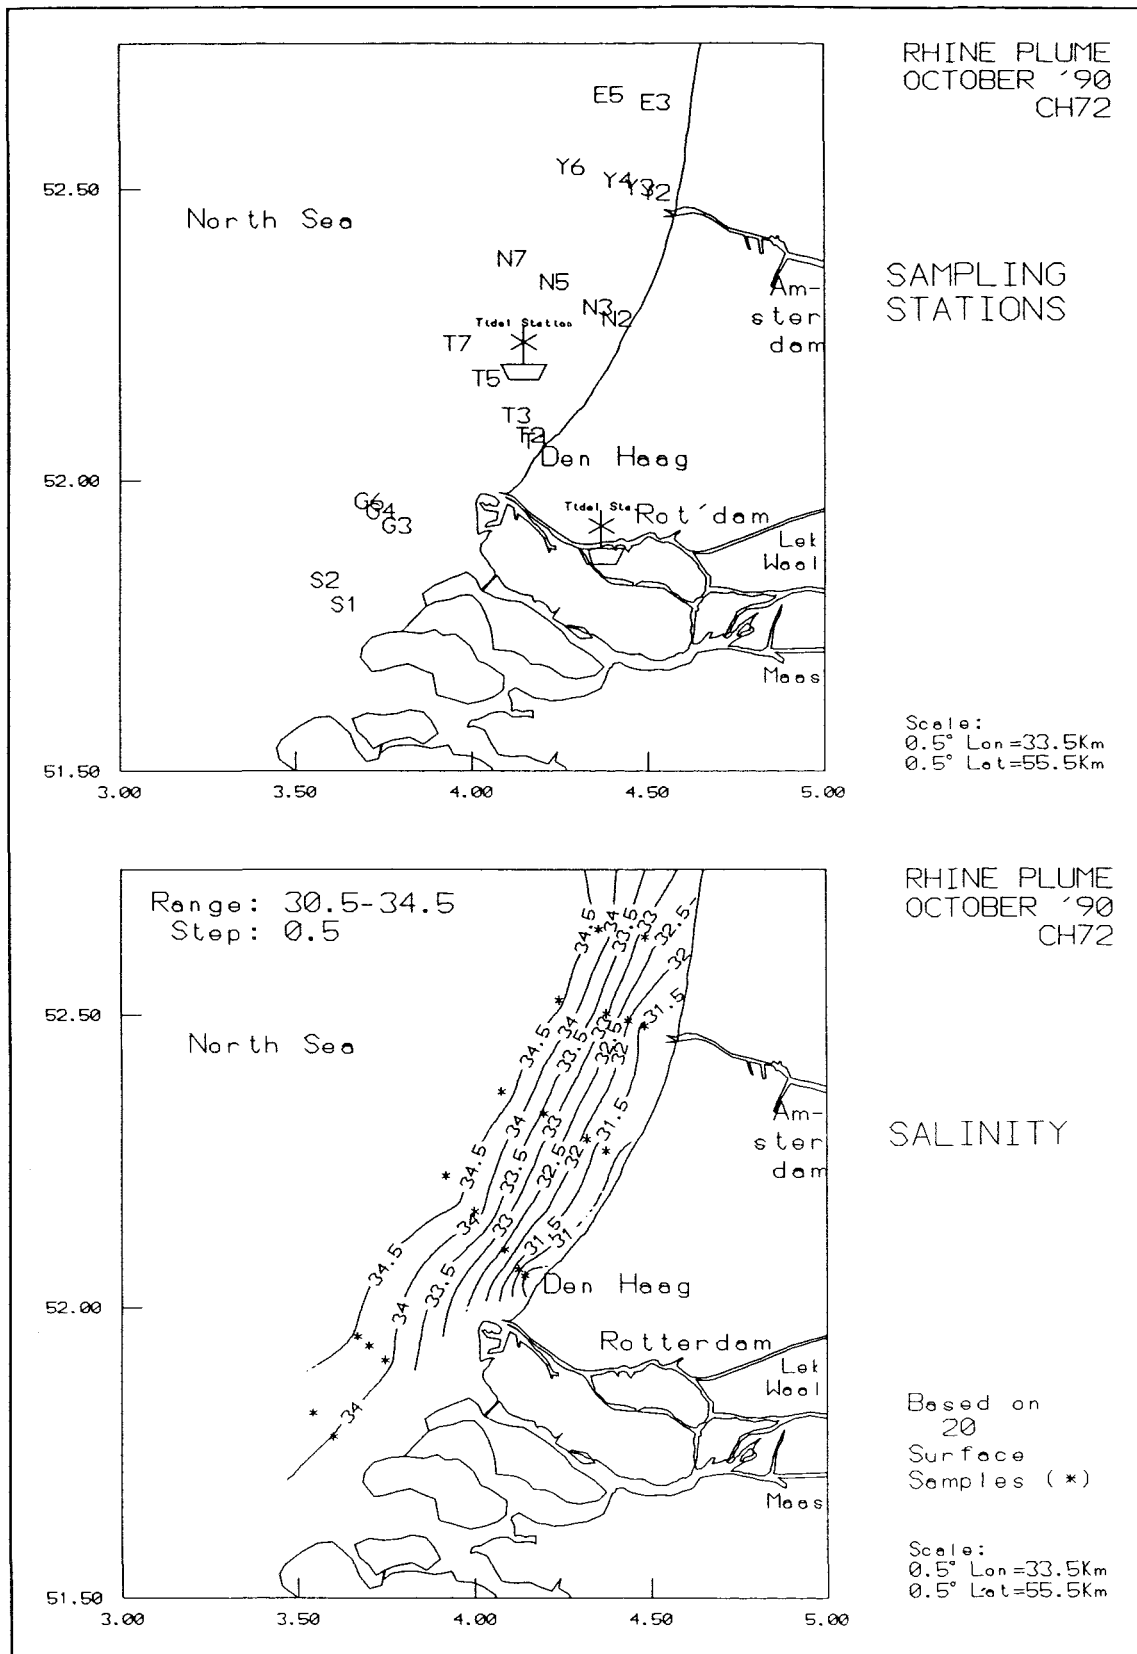 RHINE PLUME
OCTOBER '90
CH72
E5 E3
Y6
Y4 Y3 Y2
52.50
North Sea
N7
N5
N3
N2
SAMPLING
STATIONS
Am-
ster
dam
Tidal Station
T7
T5
T3
T2
Den Haag
52.00
G6
G4
G3
Rot'dam
Lek
Waal
S2
S1
Maas
Scale:
0.5° Lon=33.5Km
0.5° Lat=55.5Km
51.50
3.00 3.50 4.00 4.50 5.00
Range: 30.5-34.5
Step: 0.5
RHINE PLUME
OCTOBER '90
CH72
34.5 34 33.5 33 32.5
32
31.5
52.50
North Sea
34.5 34 33.5 33 32.5 32
Am-
ster
dam
SALINITY
34.5 34 33.5 33 32.5 32 31.5
34.5 34 33.5 33 31.5 31
Den Haag
52.00
34
34
Rotterdam
Lek
Waal
Maas
Based on
20
Surface
Samples (*)
Scale:
0.5° Lon=33.5Km
0.5° Lat=55.5Km
51.50
3.00 3.50 4.00 4.50 5.00